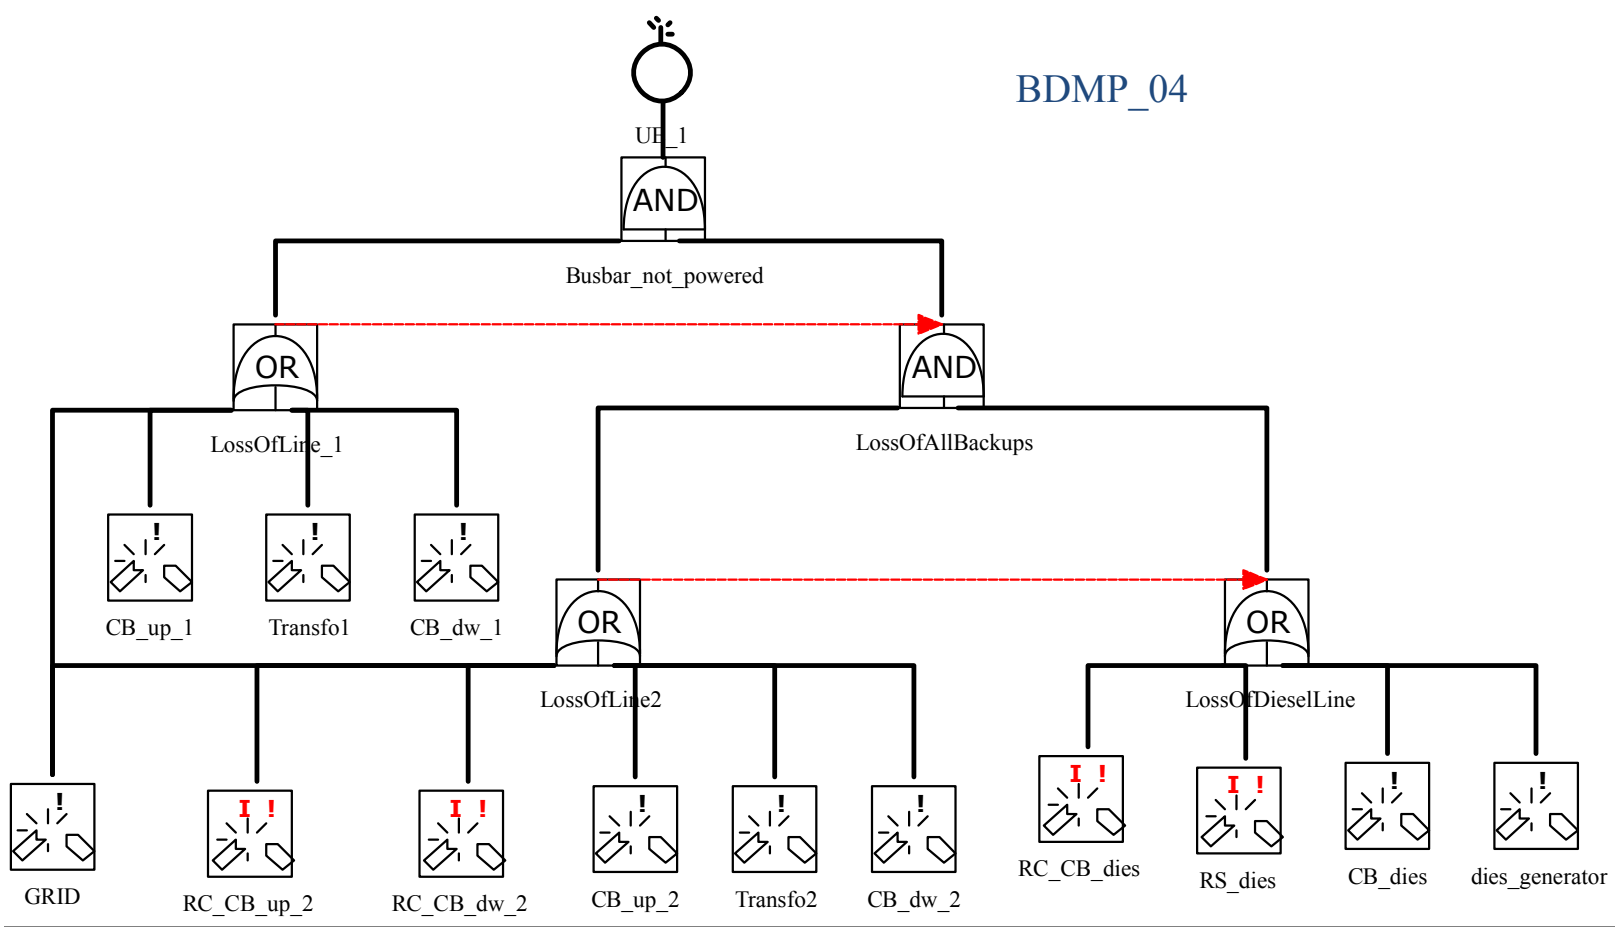 BDMP_04
UE_1
AND
Busbar_not_powered
OR
AND
LossOfLine_1
LossOfAllBackups
! ! !
CB_up_1 Transfo1 CB_dw_1
OR OR
LossOfLine2 LossOfDieselLine
! I ! I ! ! ! ! I ! I ! ! !
GRID RC_CB_up_2 RC_CB_dw_2 CB_up_2 Transfo2 CB_dw_2 RC_CB_dies RS_dies CB_dies dies_generator